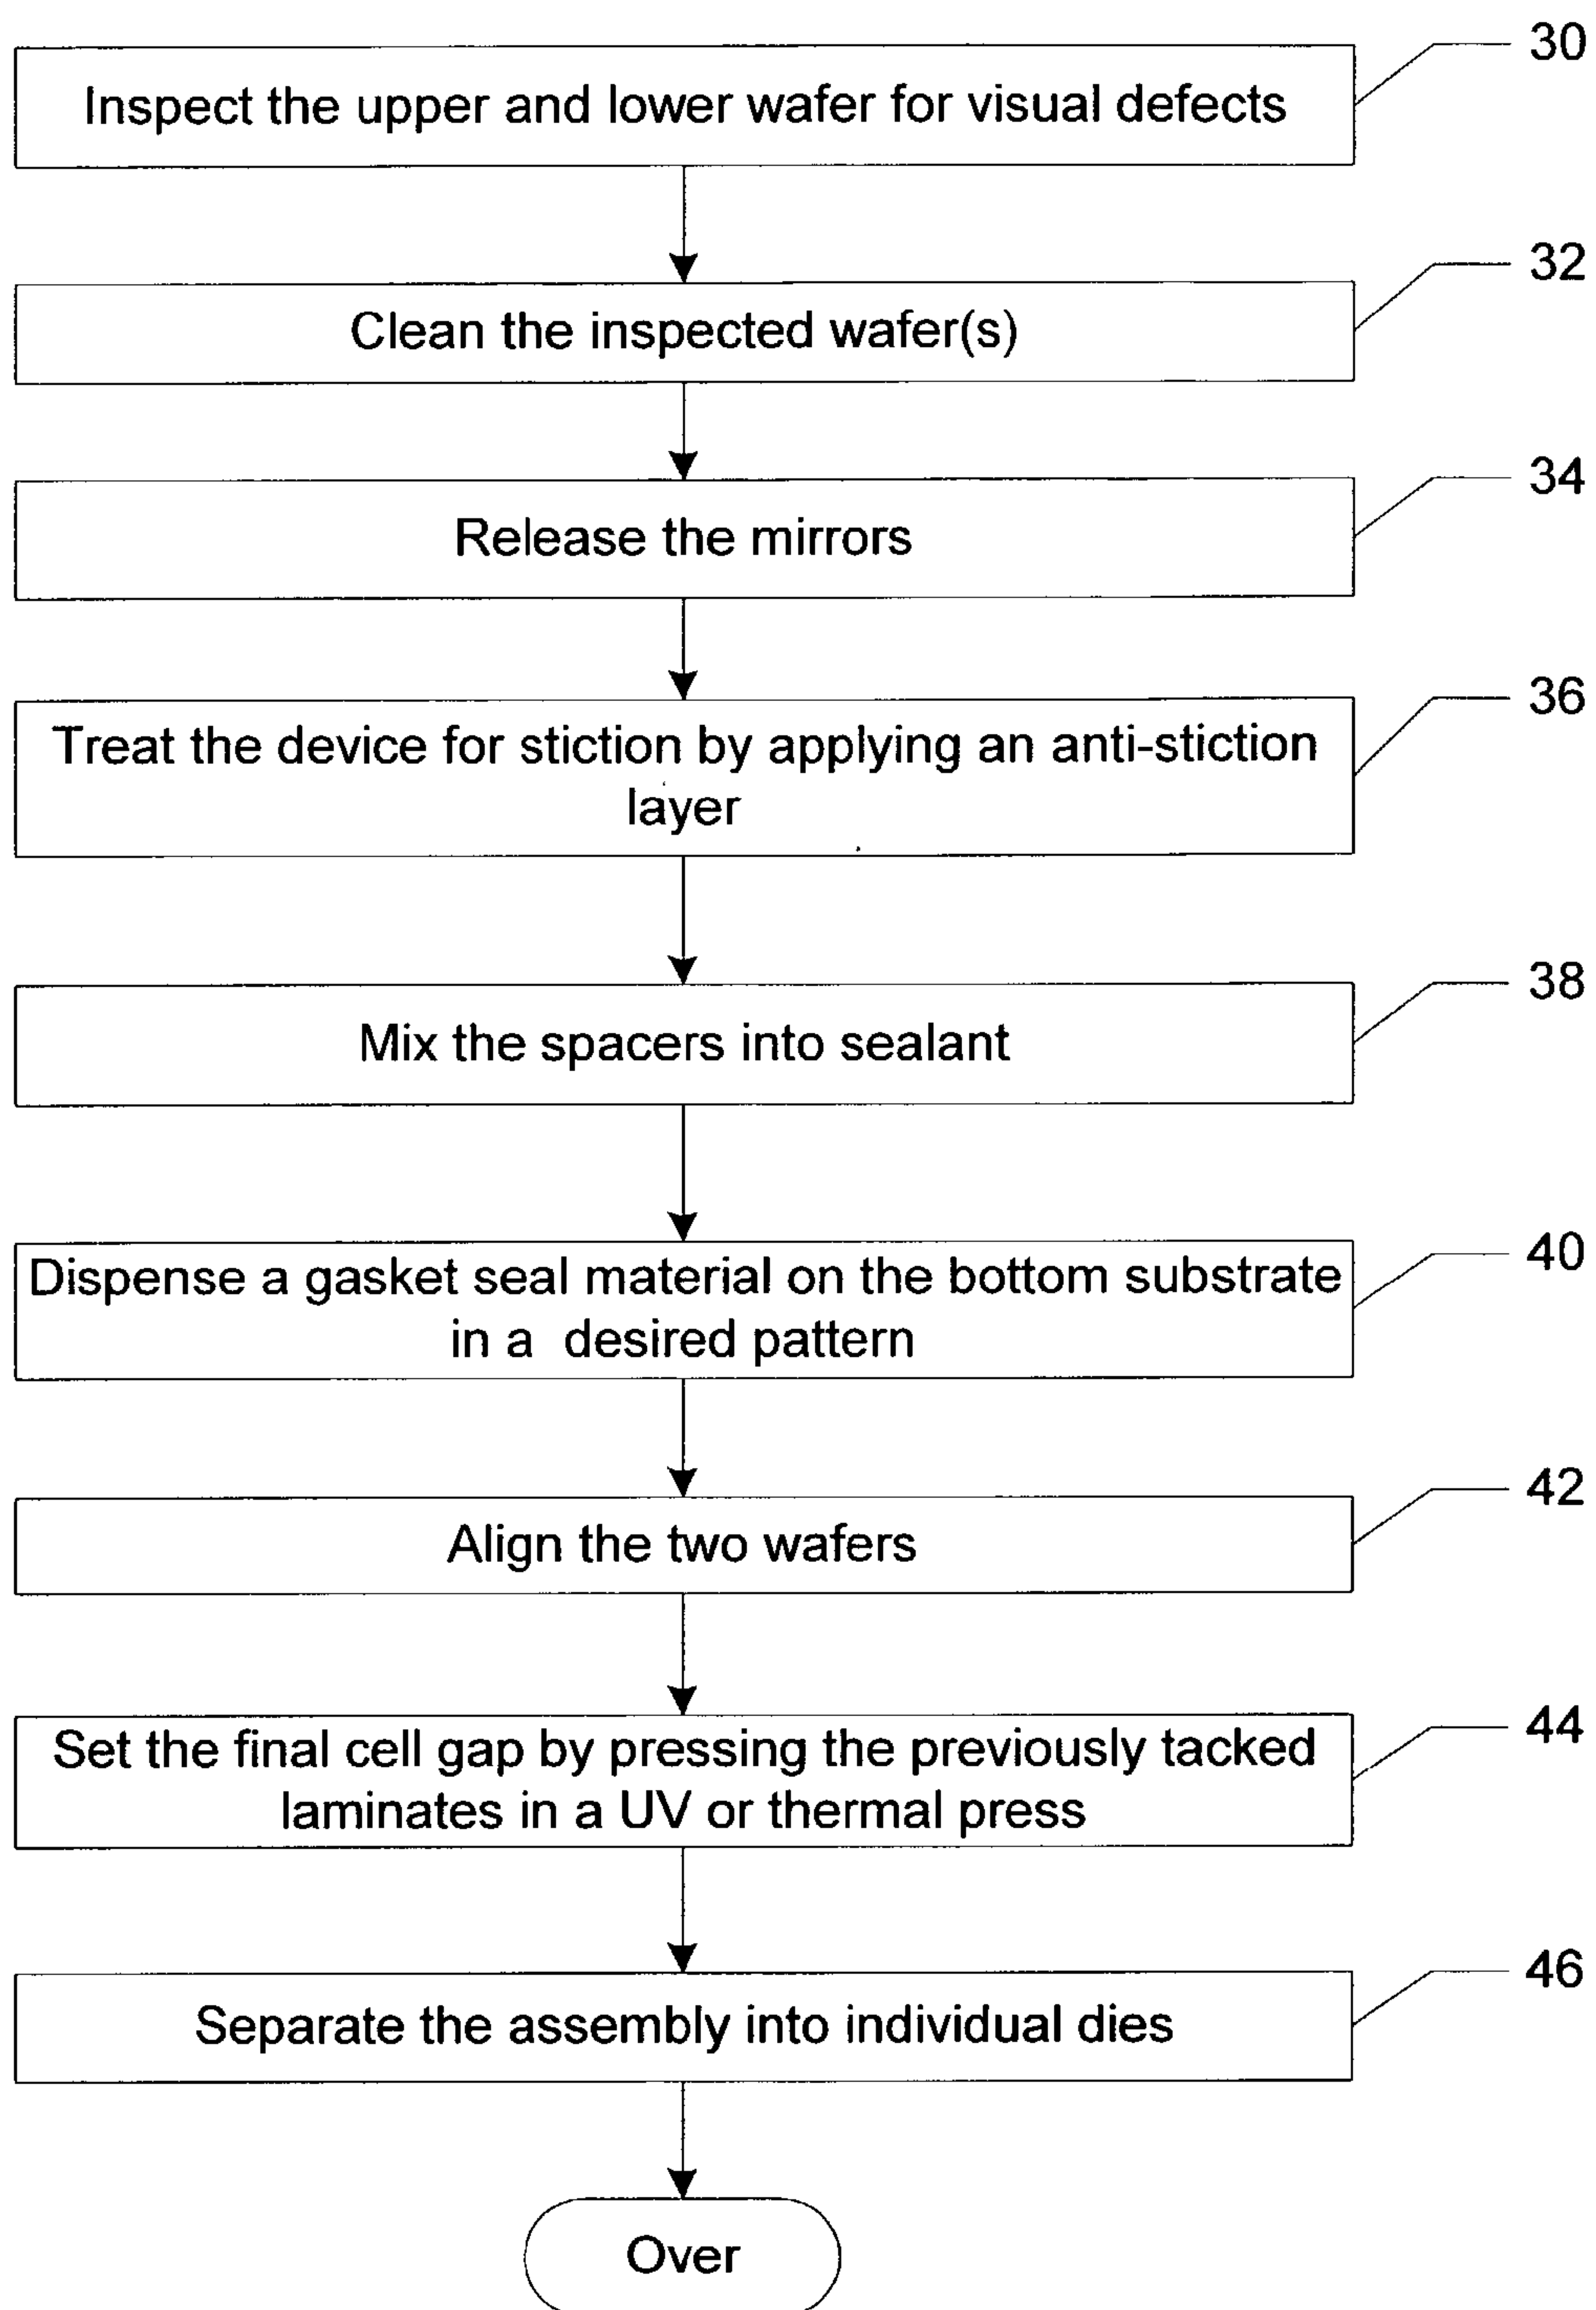 30
Inspect the upper and lower wafer for visual defects
32
Clean the inspected wafer(s)
34
Release the mirrors
36
Treat the device for stiction by applying an anti-stiction
layer
38
Mix the spacers into sealant
40
Dispense a gasket seal material on the bottom substrate
in a desired pattern
42
Align the two wafers
44
Set the final cell gap by pressing the previously tacked
laminates in a UV or thermal press
46
Separate the assembly into individual dies
Over